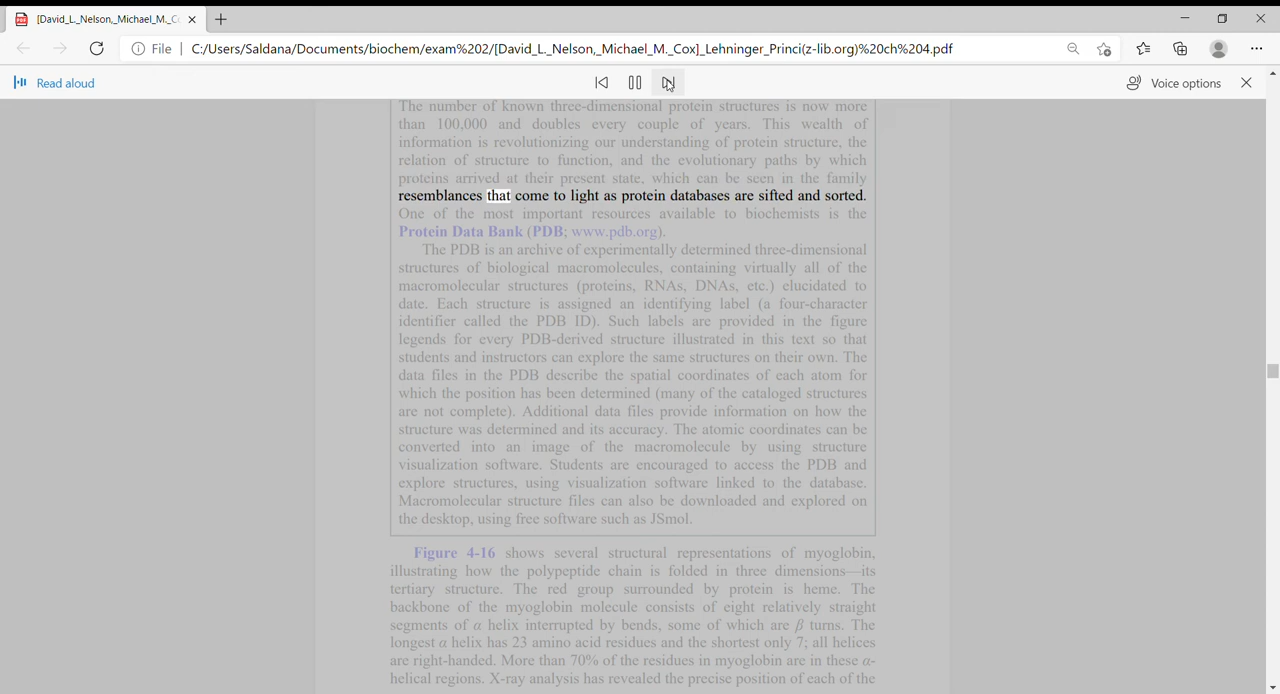 [David_L._Nelson,_Michael_M._C
File | C:/Users/Saldana/Documents/biochem/exam%202/[David_L._Nelson,_Michael_M._Cox]_Lehninger_Princi(z-lib.org)%20ch%204.pdf
Read aloud
Voice options
The number of known three-dimensional protein structures is now more
than 100,000 and doubles every couple of years. This wealth of
information is revolutionizing our understanding of protein structure, the
relation of structure to function, and the evolutionary paths by which
proteins arrived at their present state, which can be seen in the family
resemblances that come to light as protein databases are sifted and sorted.
One of the most important resources available to biochemists is the
Protein Data Bank (PDB; www.pdb.org).
The PDB is an archive of experimentally determined three-dimensional
structures of biological macromolecules, containing virtually all of the
macromolecular structures (proteins, RNAs, DNAs, etc.) elucidated to
date. Each structure is assigned an identifying label (a four-character
identifier called the PDB ID). Such labels are provided in the figure
legends for every PDB-derived structure illustrated in this text so that
students and instructors can explore the same structures on their own. The
data files in the PDB describe the spatial coordinates of each atom for
which the position has been determined (many of the cataloged structures
are not complete). Additional data files provide information on how the
structure was determined and its accuracy. The atomic coordinates can be
converted into an image of the macromolecule by using structure
visualization software. Students are encouraged to access the PDB and
explore structures, using visualization software linked to the database.
Macromolecular structure files can also be downloaded and explored on
the desktop, using free software such as JSmol.
Figure 4-16 shows several structural representations of myoglobin,
illustrating how the polypeptide chain is folded in three dimensions—its
tertiary structure. The red group surrounded by protein is heme. The
backbone of the myoglobin molecule consists of eight relatively straight
segments of α helix interrupted by bends, some of which are β turns. The
longest α helix has 23 amino acid residues and the shortest only 7; all helices
are right-handed. More than 70% of the residues in myoglobin are in these α-
helical regions. X-ray analysis has revealed the precise position of each of the